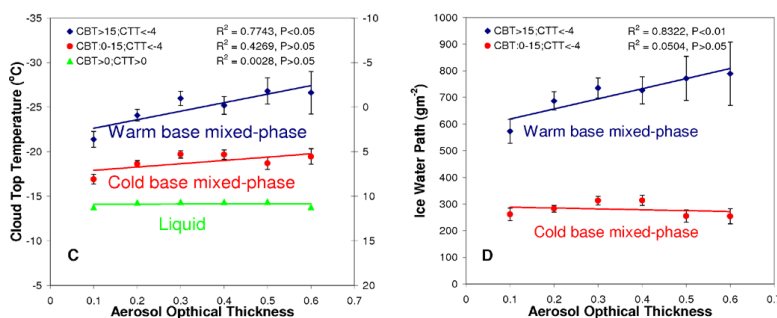 CBT>15;CTT<-4 R² = 0.7743, P<0.05
CBT:0-15;CTT<-4 R² = 0.4269, P>0.05
CBT>0;CTT>0 R² = 0.0028, P>0.05
Cloud Top Temperature (°C)
-35
-30
-25
-20
-15
-10
-5
-10
-5
0
5
10
15
20
Warm base mixed-phase
Cold base mixed-phase
Liquid
C
0.1 0.2 0.3 0.4 0.5 0.6 0.7
Aerosol Opthical Thickness
CBT>15;CTT<-4 R² = 0.8322, P<0.01
CBT:0-15;CTT<-4 R² = 0.0504, P>0.05
Ice Water Path (gm⁻²)
1000
900
800
700
600
500
400
300
200
100
0
Warm base mixed-phase
Cold base mixed-phase
D
0.1 0.2 0.3 0.4 0.5 0.6 0.7
Aerosol Opthical Thickness